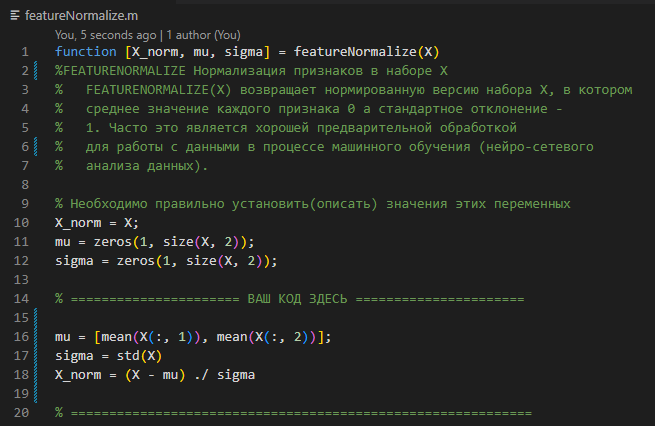 featureNormalize.m
You, 5 seconds ago | 1 author (You)
1 function [X_norm, mu, sigma] = featureNormalize(X)
2 %FEATURENORMALIZE Нормализация признаков в наборе X
3 %   FEATURENORMALIZE(X) возвращает нормированную версию набора X, в котором
4 %   среднее значение каждого признака 0 а стандартное отклонение -
5 %   1. Часто это является хорошей предварительной обработкой
6 %   для работы с данными в процессе машинного обучения (нейро-сетевого
7 %   анализа данных).
8
9 % Необходимо правильно установить(описать) значения этих переменных
10 X_norm = X;
11 mu = zeros(1, size(X, 2));
12 sigma = zeros(1, size(X, 2));
13
14 % ====================== ВАШ КОД ЗДЕСЬ ======================
15
16 mu = [mean(X(:, 1)), mean(X(:, 2))];
17 sigma = std(X)
18 X_norm = (X - mu) ./ sigma
19
20 % ============================================================